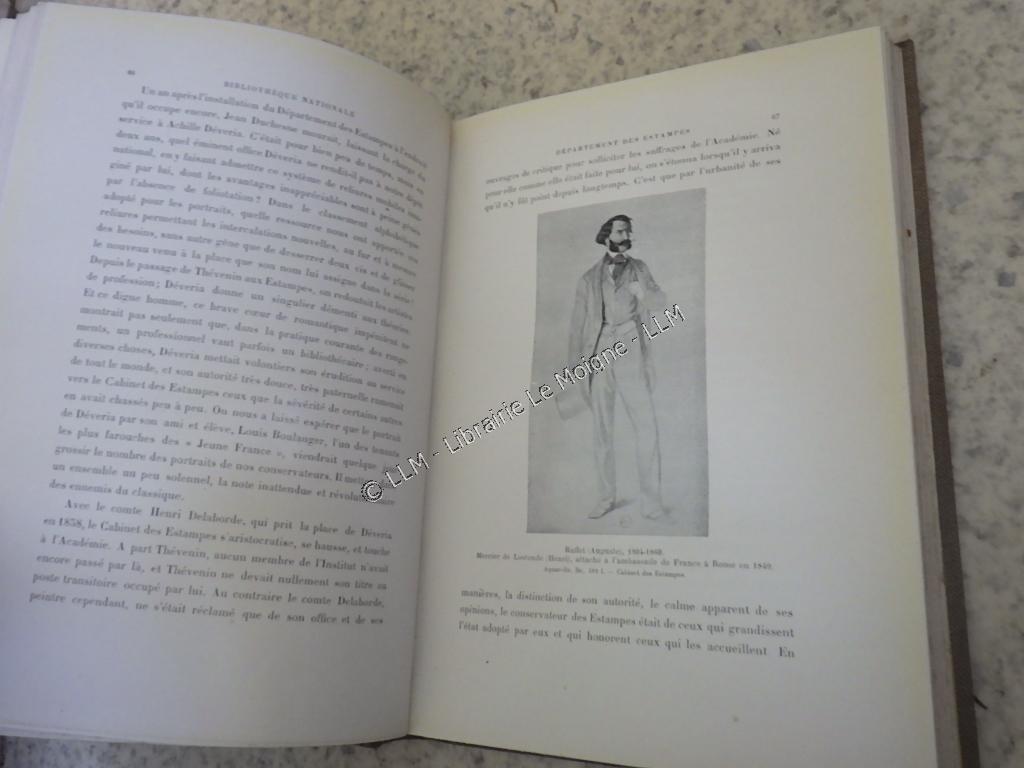 BIBLIOTHÈQUE NATIONALE
Un an après l'installation du Département des Estampes à l'endroit
qu'il occupe encore, Jean Duchesne mourait, laissant la charge du
service à Achille Dévéria. C'était pour bien peu de temps, mais en
deux ans, quel éminent office Dévéria ne rendit-il pas à notre dépôt
national, en y faisant admettre ce système de reliures mobiles imaginé
giné par lui, dont les avantages inappréciables sont à peine gênés
par l'absence de foliotation? Dans le classement alphabétique
adopté pour les portraits, quelle ressource nous ont apportée ces
reliures permettant les intercalations nouvelles, au fur et à mesure
des besoins, sans autre gêne que de desserrer deux vis et de glisser
le nouveau venu à la place que son nom lui assigne dans la série!
Depuis le passage de Thévenin aux Estampes, on redoutait les artistes
de profession; Dévéria donne un singulier démenti aux théories.
Et ce digne homme, ce brave cœur de romantique impénitent ne
montrait pas seulement que, dans la pratique courante des range-
ments, un professionnel vaut parfois un bibliothécaire; averti en
diverses choses, Dévéria mettait volontiers son érudition au service
de tout le monde, et son autorité très douce, très paternelle ramenait
vers le Cabinet des Estampes ceux que la sévérité de certains autres
en avait chassés peu à peu. On nous a laissé espérer que le portrait
de Dévéria par son ami et élève, Louis Boulanger, l'un des tenants
les plus farouches des « Jeune France », viendrait quelque jour
grossir le nombre des portraits de nos conservateurs. Il mettrait dans
un ensemble un peu solennel, la note inattendue et révolutionnaire
des ennemis du classique.
Avec le comte Henri Delaborde, qui prit la place de Dévéria
en 1858, le Cabinet des Estampes s'aristocratise, se hausse, et touche
à l'Académie. A part Thévenin, aucun membre de l'Institut n'avait
encore passé par là, et Thévenin ne devait nullement son titre au
poste transitoire occupé par lui. Au contraire le comte Delaborde,
peintre cependant, ne s'était réclamé que de son office et de ses
67
DÉPARTEMENT DES ESTAMPES
ouvrages de critique pour solliciter les suffrages de l'Académie. Né
pour elle comme elle était faite pour lui, on s'étonna lorsqu'il y arriva
qu'il n'y fût point depuis longtemps. C'est que par l'urbanité de ses
Raffet (Auguste), 1804-1860.
Mercier de Lostende (Henri), attaché à l'ambassade de France à Rome en 1849.
Aquarelle. — Cabinet des Estampes.
manières, la distinction de son autorité, le calme apparent de ses
opinions, le conservateur des Estampes était de ceux qui grandissent
l'état adopté par eux et qui honorent ceux qui les accueillent. En
© LLM - Librairie Le Moigne - LLM